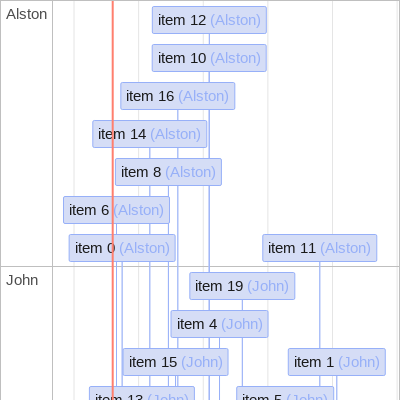 Alston
item 12 (Alston)
item 10 (Alston)
item 16 (Alston)
item 14 (Alston)
item 8 (Alston)
item 6 (Alston)
item 0 (Alston)
item 11 (Alston)
John
item 19 (John)
item 4 (John)
item 15 (John)
item 1 (John)
item 13 (John)
item 5 (John)